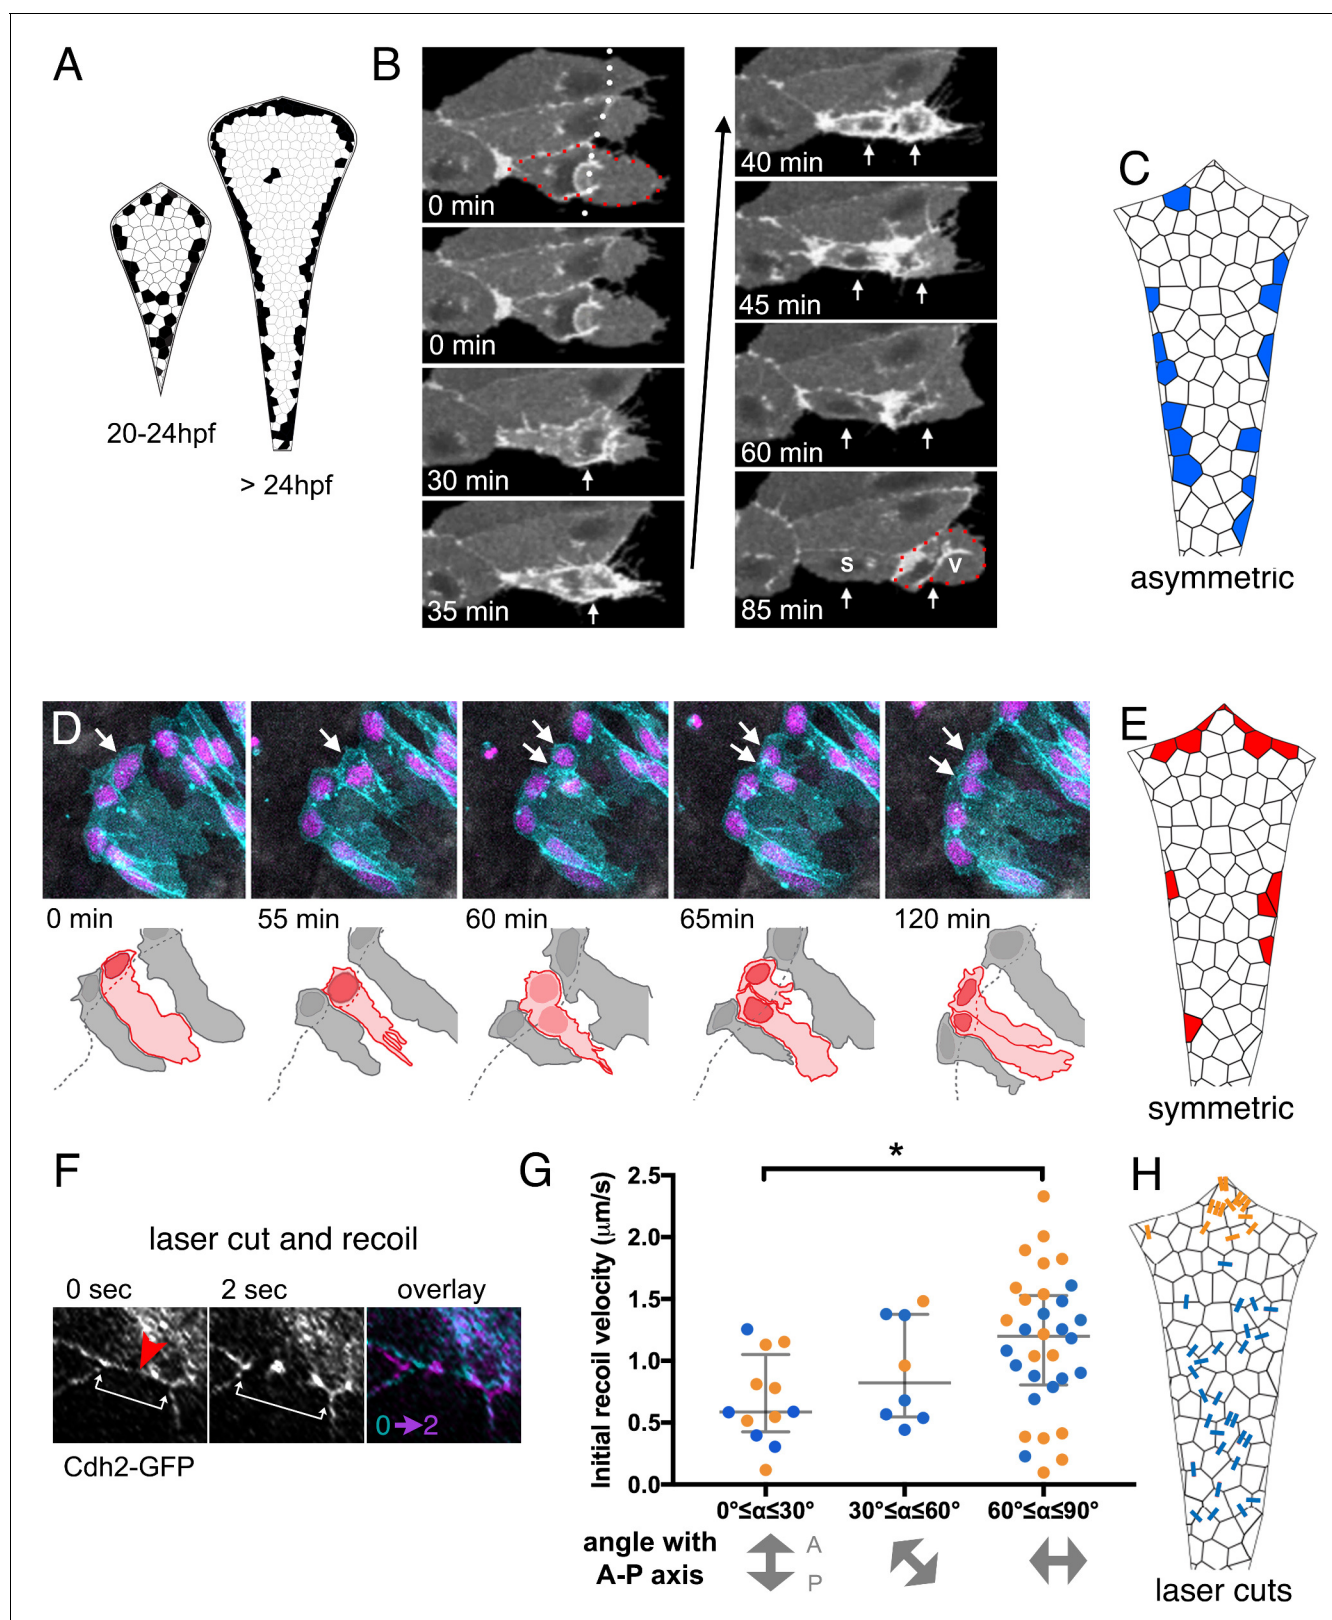 A
20-24hpf
> 24hpf
B
0 min
0 min
30 min
35 min
40 min
45 min
60 min
S
V
85 min
C
asymmetric
D
0 min
55 min
60 min
65min
120 min
E
symmetric
F
laser cut and recoil
0 sec
2 sec
overlay
0 2
Cdh2-GFP
G
*
Initial recoil velocity (μm/s)
2.5
2.0
1.5
1.0
0.5
0.0
0°≤α≤30°
30°≤α≤60°
60°≤α≤90°
angle with
A-P axis
A
P
H
laser cuts